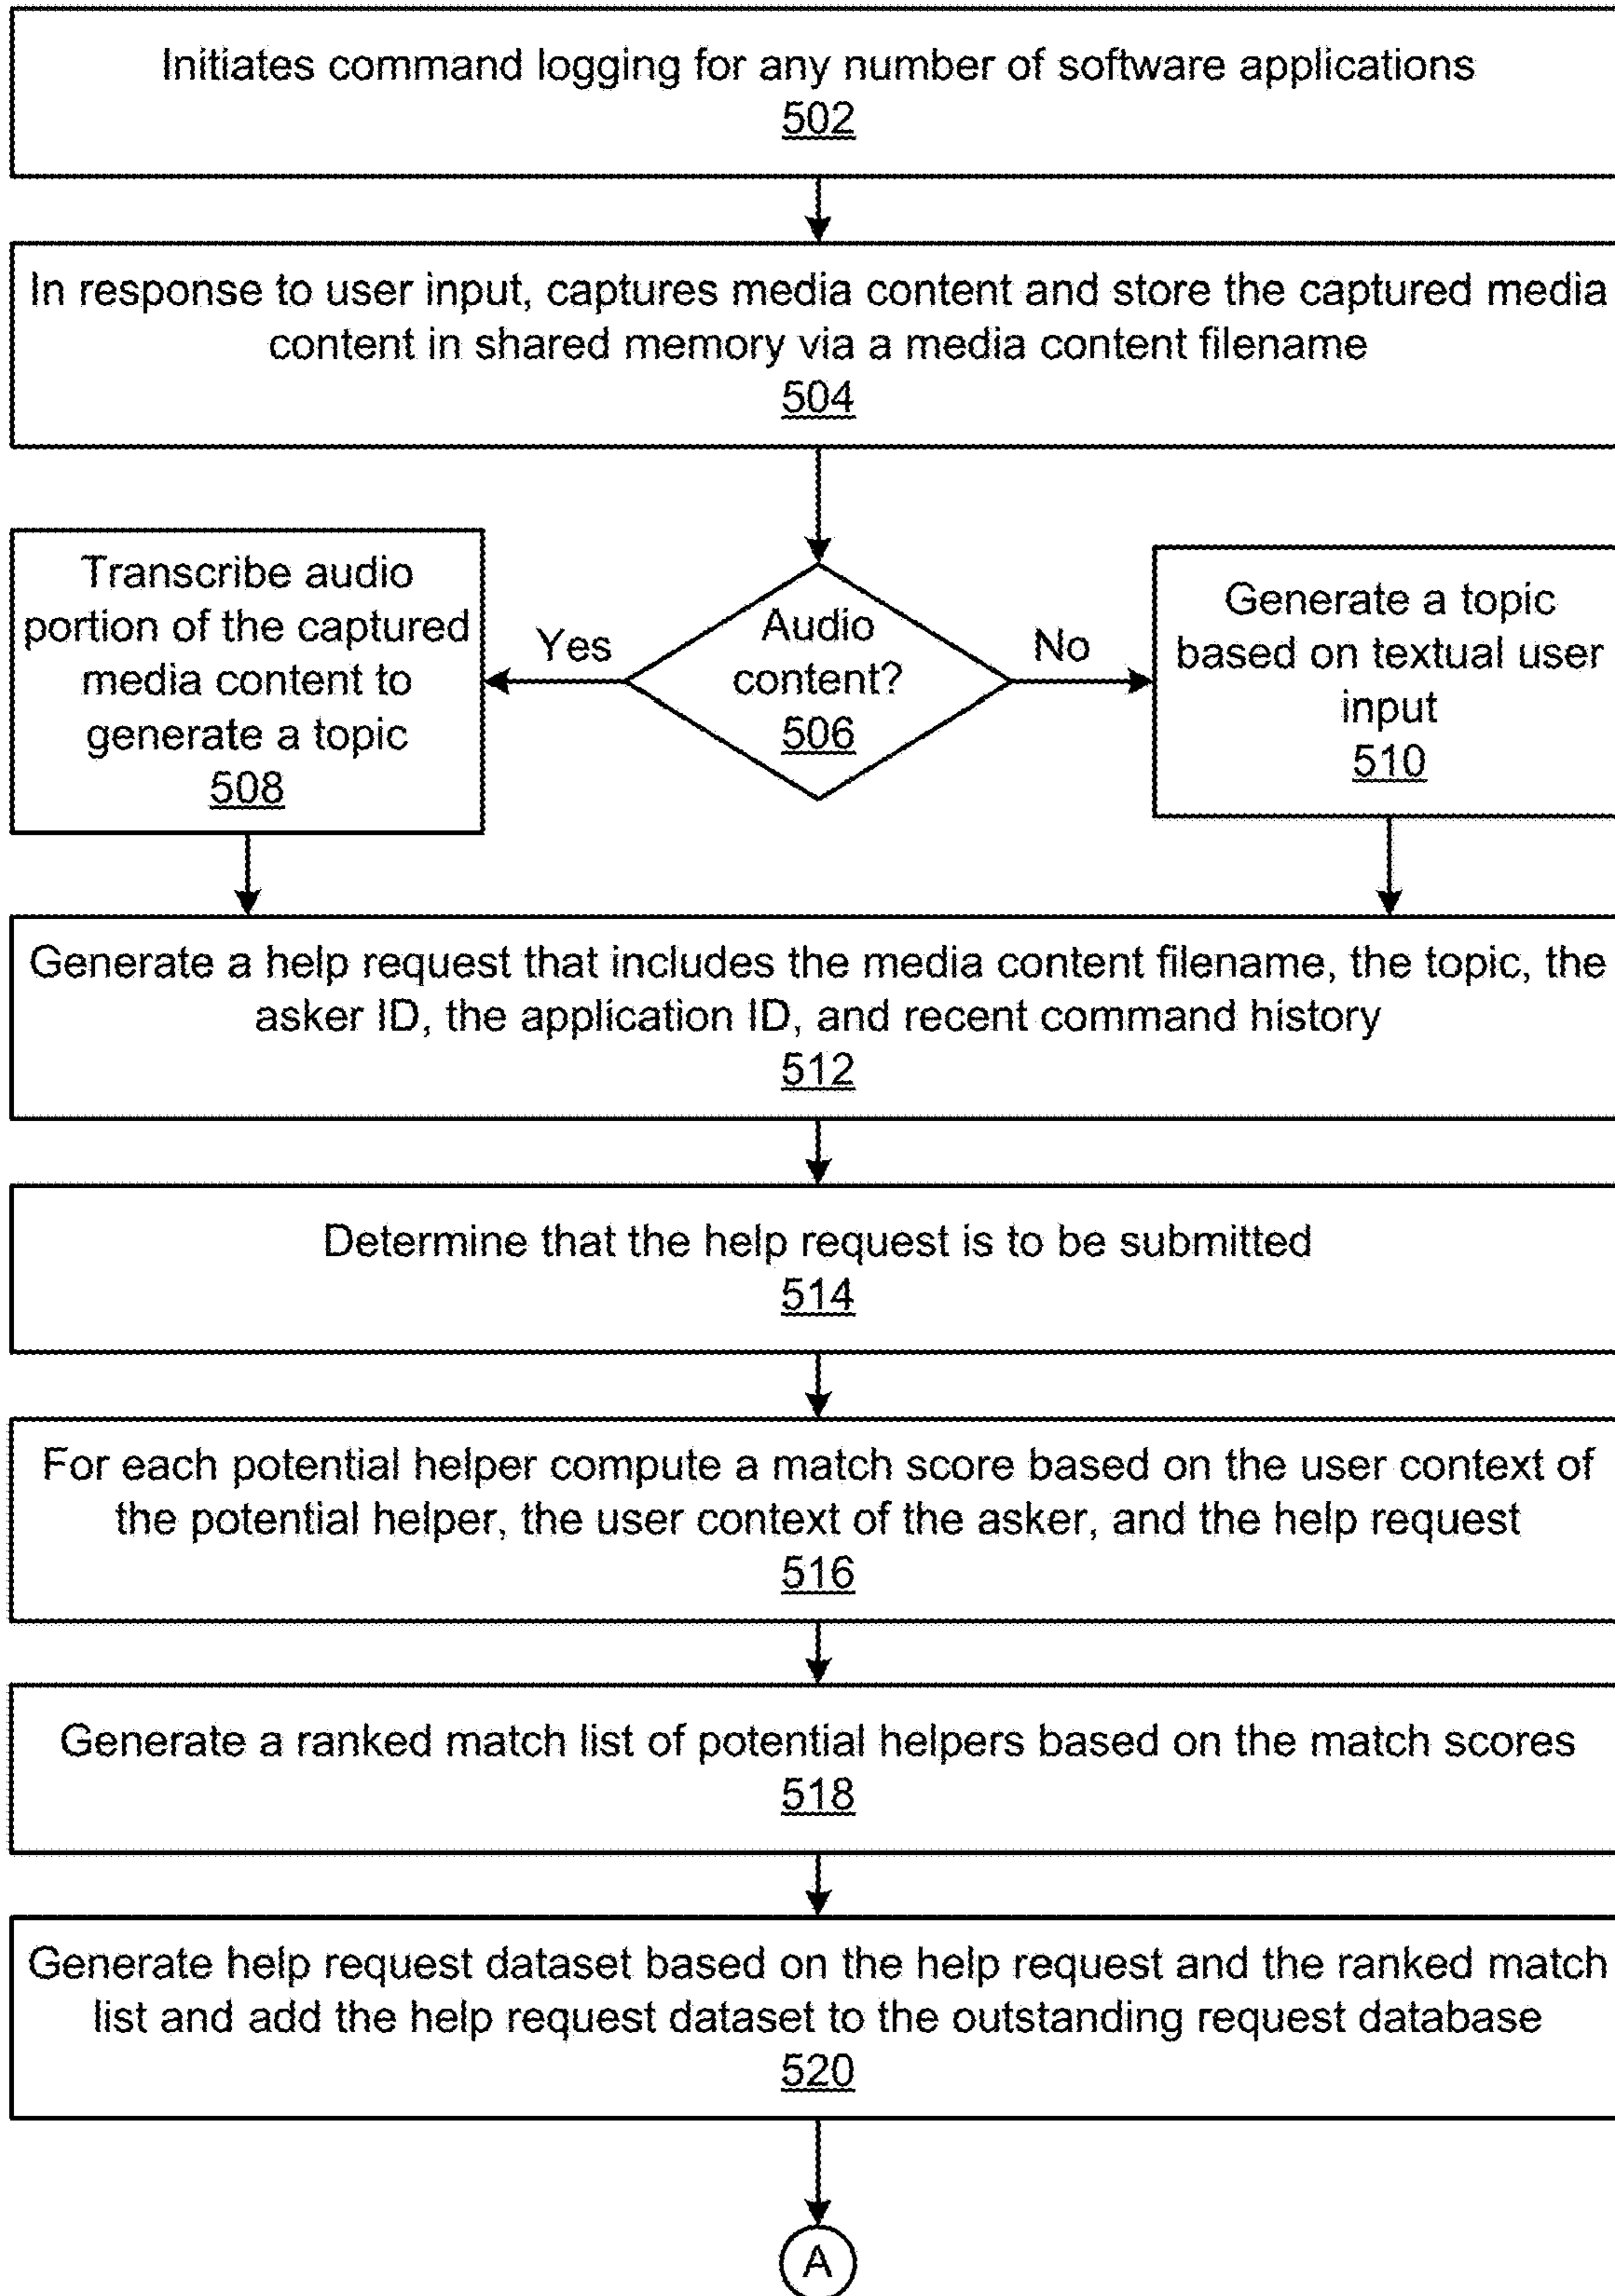 Initiates command logging for any number of software applications
502
In response to user input, captures media content and store the captured media
content in shared memory via a media content filename
504
Transcribe audio
portion of the captured
media content to
generate a topic
508
Yes
Audio
content?
506
No
Generate a topic
based on textual user
input
510
Generate a help request that includes the media content filename, the topic, the
asker ID, the application ID, and recent command history
512
Determine that the help request is to be submitted
514
For each potential helper compute a match score based on the user context of
the potential helper, the user context of the asker, and the help request
516
Generate a ranked match list of potential helpers based on the match scores
518
Generate help request dataset based on the help request and the ranked match
list and add the help request dataset to the outstanding request database
520
A